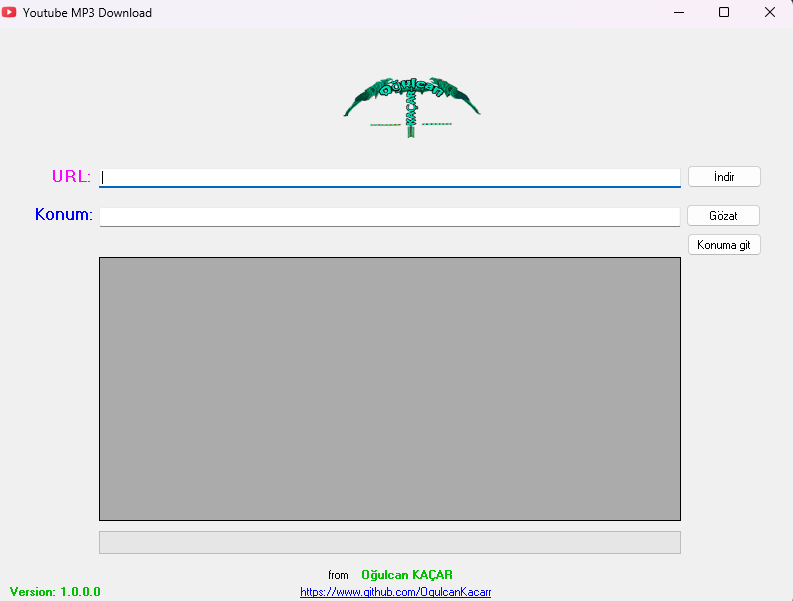 Youtube MP3 Download
Oğulcan
KAÇAR
URL:
İndir
Konum:
Gözat
Konuma git
from Oğulcan KAÇAR
Version: 1.0.0.0
https://www.github.com/OgulcanKacarr